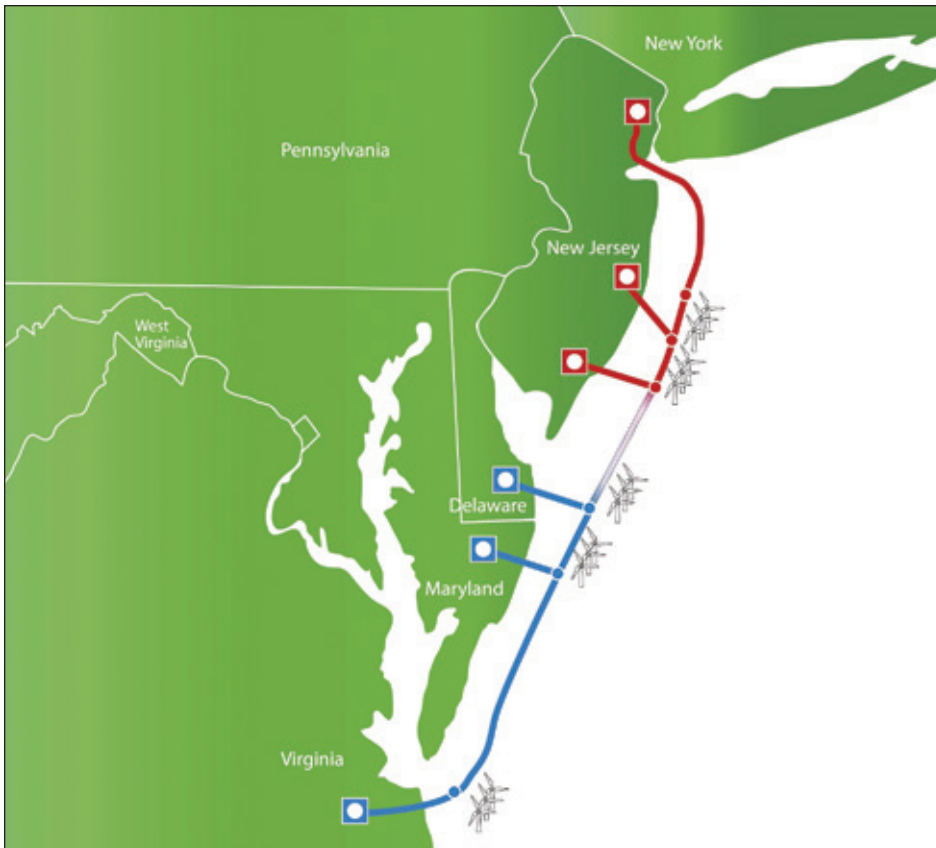 New York
Pennsylvania
New Jersey
West
Virginia
Delaware
Maryland
Virginia